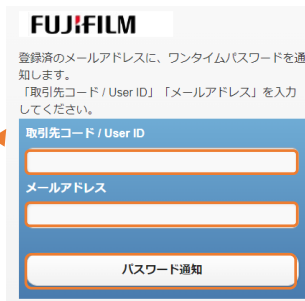 FUJIFILM
登録済のメールアドレスに、ワンタイムパスワードを通
知します。
「取引先コード / User ID」「メールアドレス」を入力
してください。
取引先コード / User ID
メールアドレス
パスワード通知